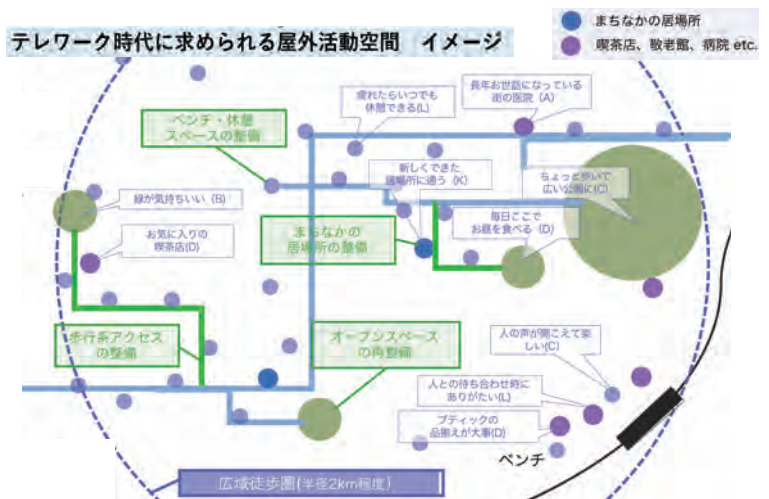 テレワーク時代に求められる屋外活動空間 イメージ
まちなかの居場所
喫茶店、敬老館、病院 etc.
疲れたらいつでも
休憩できる(L)
長年お世話になっている
街の医院（A）
ベンチ・休憩
スペースの整備
新しくできた
居場所に通う（K）
ちょっと歩いて
広い公園に(C)
緑が気持ちいい（B）
お気に入りの
喫茶店(D)
まちなかの
居場所の整備
毎日ここで
お昼を食べる（D）
歩行系アクセス
の整備
オープンスペース
の再整備
人の声が聞こえて楽
しい(C)
人との待ち合わせ時に
ありがたい(L)
ブティックの
品揃えが大事(D)
ベンチ
広域徒歩圏(半径2km程度）